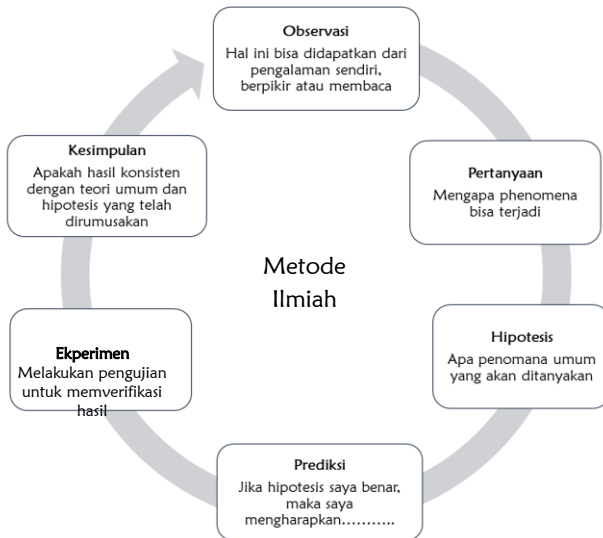 Observasi
Hal ini bisa didapatkan dari
pengalaman sendiri,
berpikir atau membaca
Pertanyaan
Mengapa phenomena
bisa terjadi
Hipotesis
Apa penomana umum
yang akan ditanyakan
Prediksi
Jika hipotesis saya benar,
maka saya
mengharapkan………..
Ekperimen
Melakukan pengujian
untuk memverifikasi
hasil
Kesimpulan
Apakah hasil konsisten
dengan teori umum dan
hipotesis yang telah
dirumusakan
Metode
Ilmiah